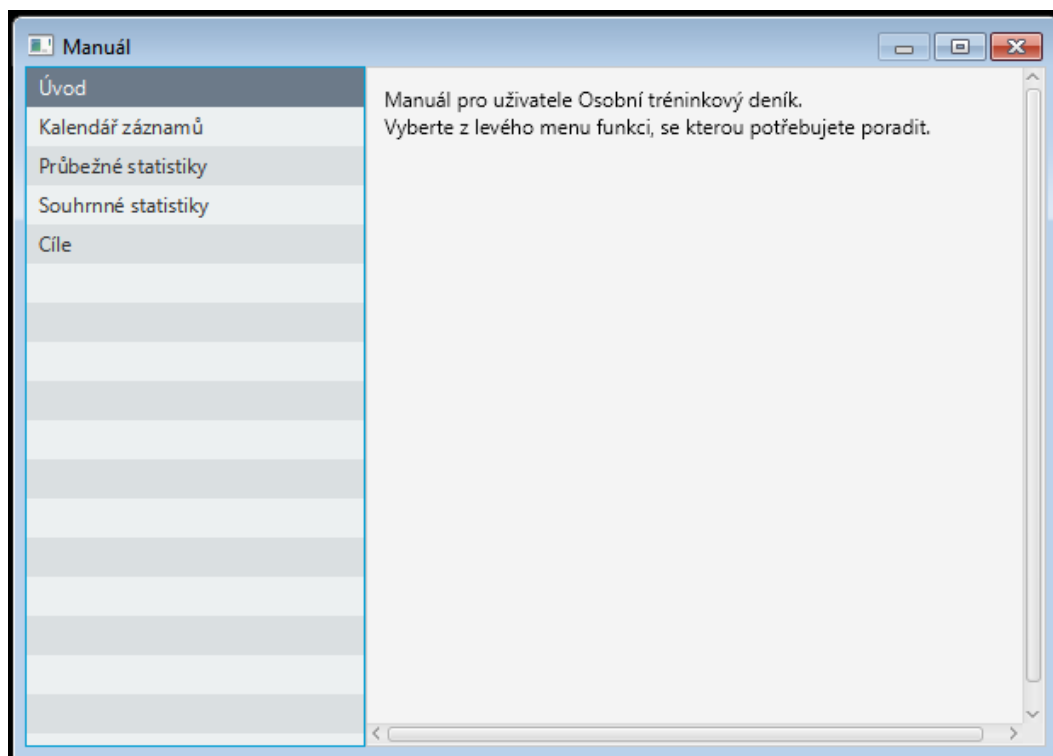 Manuál
Úvod
Kalendář záznamů
Průbežné statistiky
Souhrnné statistiky
Cíle
Manuál pro uživatele Osobní tréninkový deník.
Vyberte z levého menu funkci, se kterou potřebujete poradit.